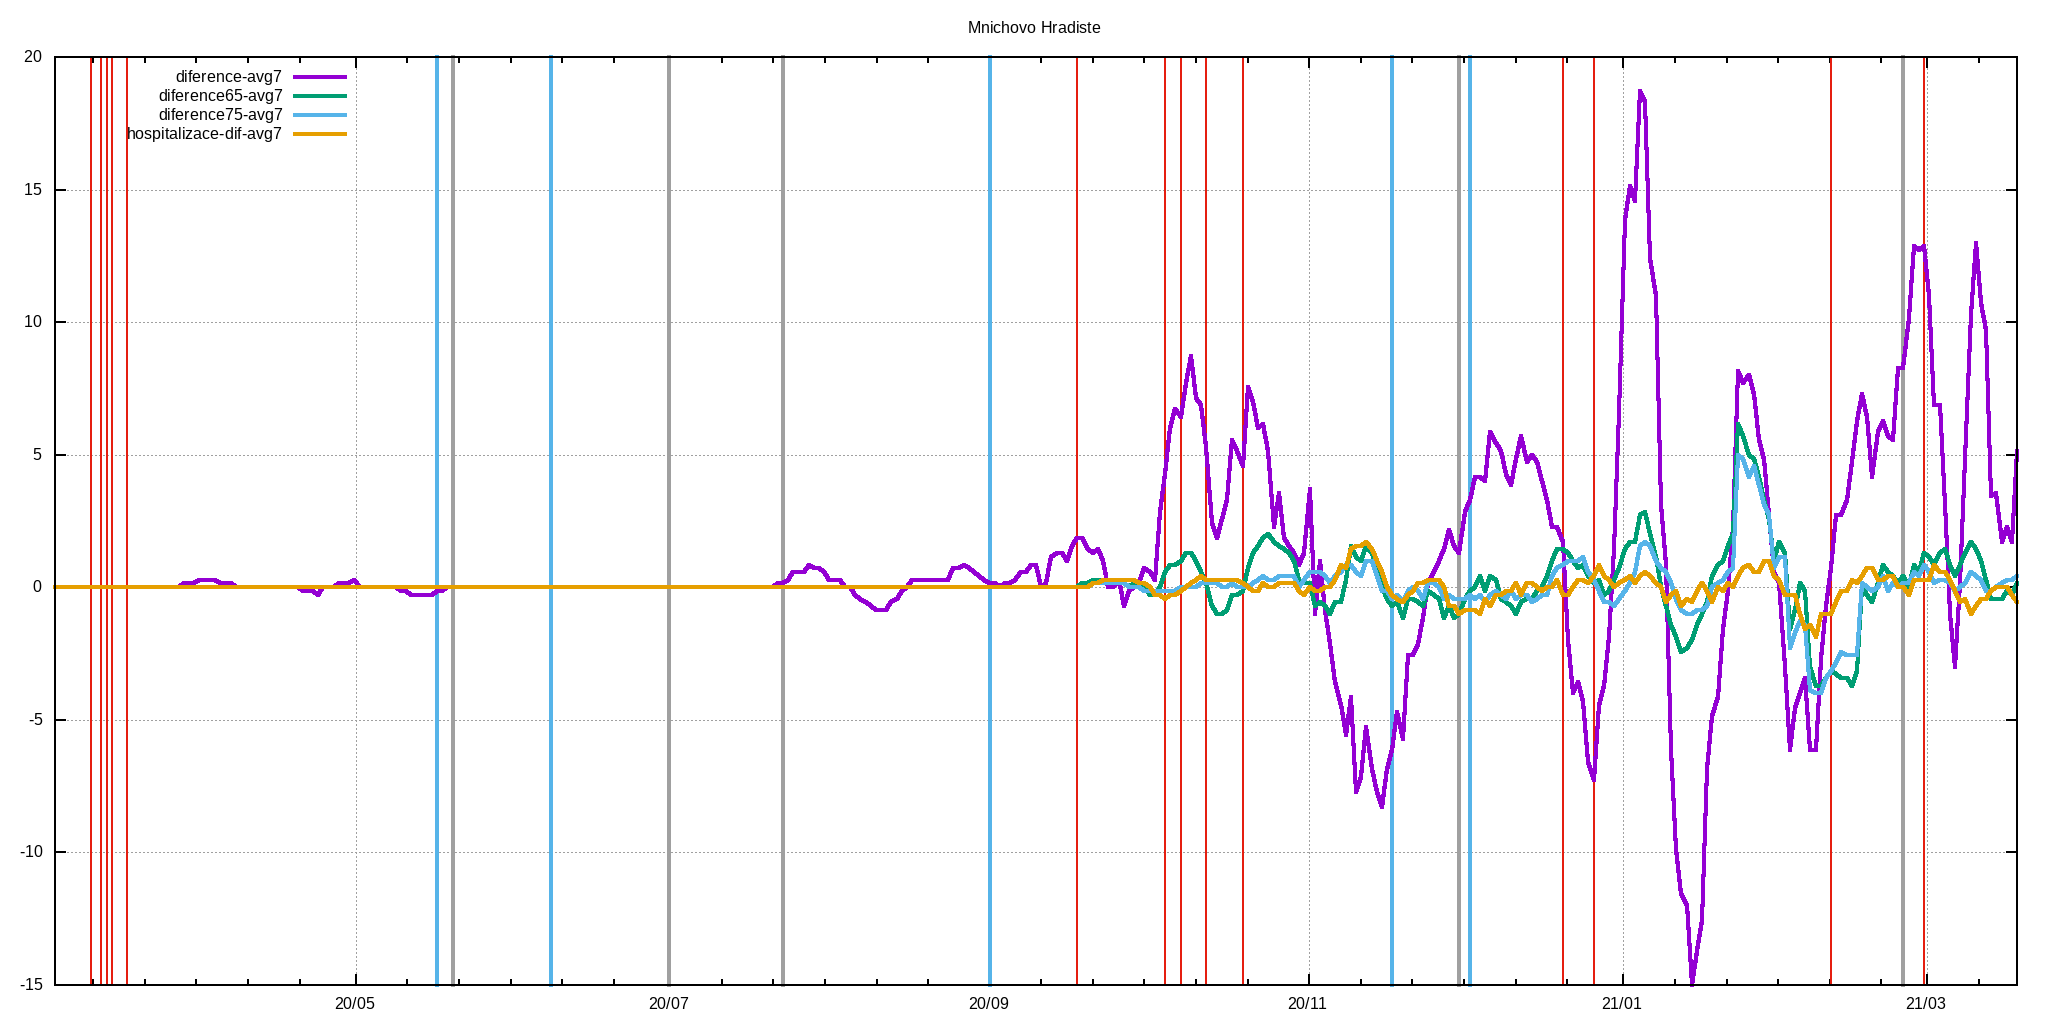 Mnichovo Hradiste
20
diference-avg7
diference65-avg7
diference75-avg7
hospitalizace-dif-avg7
15
10
5
0
-5
-10
-15
20/05 20/07 20/09 20/11 21/01 21/03